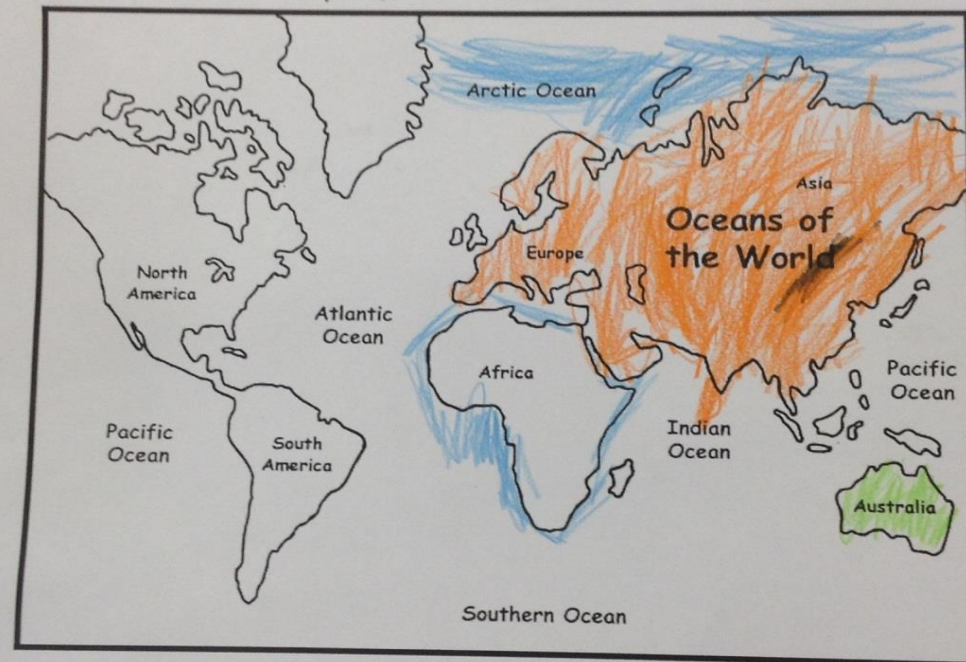 Arctic Ocean
Asia
Oceans of
the World
Europe
North
America
Atlantic
Ocean
Africa
Pacific
Ocean
Pacific
Ocean
South
America
Indian
Ocean
Australia
Southern Ocean